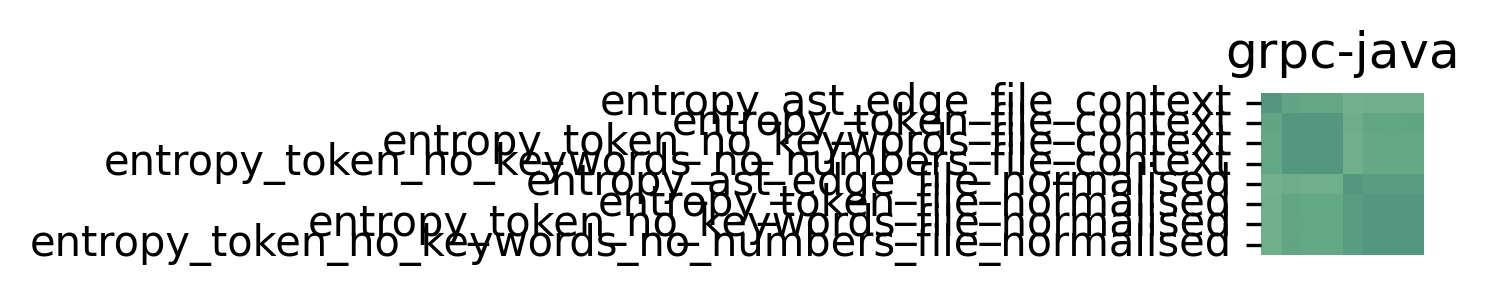 grpc-java
entropy_ast_edge_file_context
entropy_token_file_context
entropy_token_no_keywords_file_context
entropy_token_no_keywords_no_numbers_file_context
entropy_ast_edge_file_normalised
entropy_token_file_normalised
entropy_token_no_keywords_file_normalised
entropy_token_no_keywords_no_numbers_file_normalised